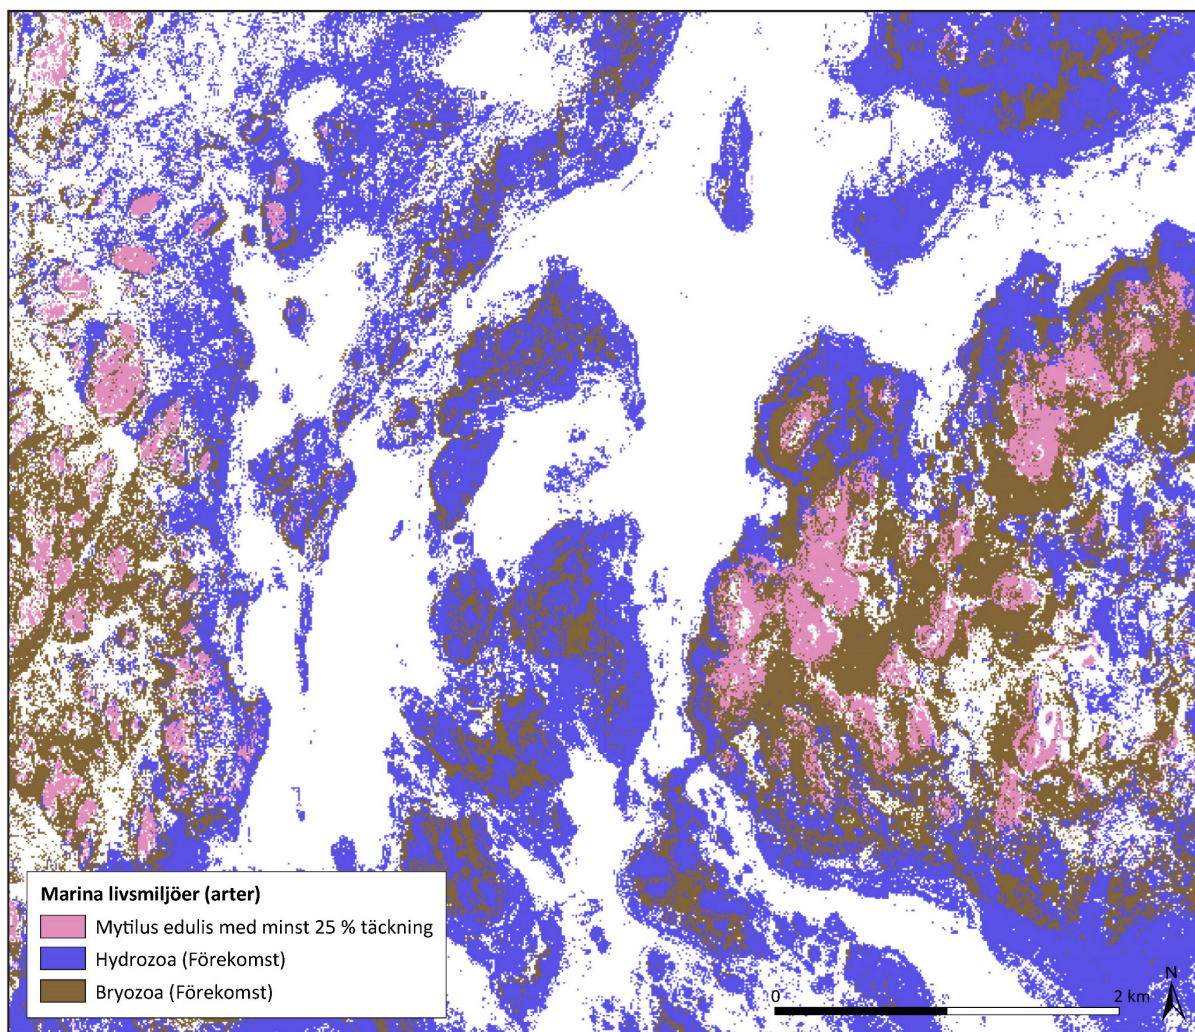 Marina livsmiljöer (arter)
Mytilus edulis med minst 25 % täckning
Hydrozoa (Förekomst)
Bryozoa (Förekomst)
0 2 km
N